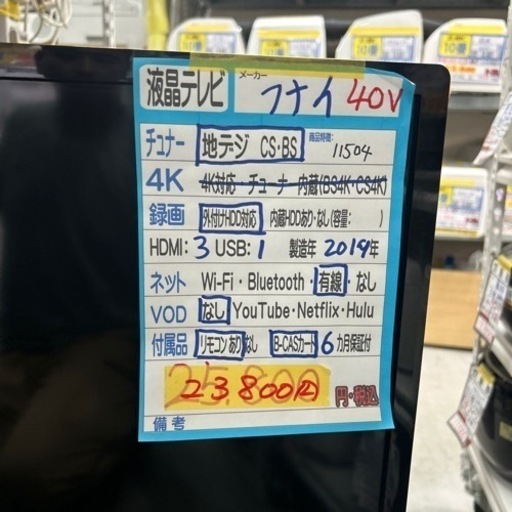 液晶テレビ
メーカー
フナイ 40V
チューナー 地デジ CS・BS 商品特徴: 11504
4K 4K対応・チューナー内蔵(BS4K・CS4K)
録画 外付けHDD対応 内蔵HDDあり・なし(容量: )
HDMI: 3 USB: 1 製造年 2019年
ネット Wi-Fi・Bluetooth・有線・なし
VOD なし YouTube・Netflix・Hulu
付属品 リモコンあり なし B-CASカード 6カ月保証付
25,800
23800 円・税込
備考